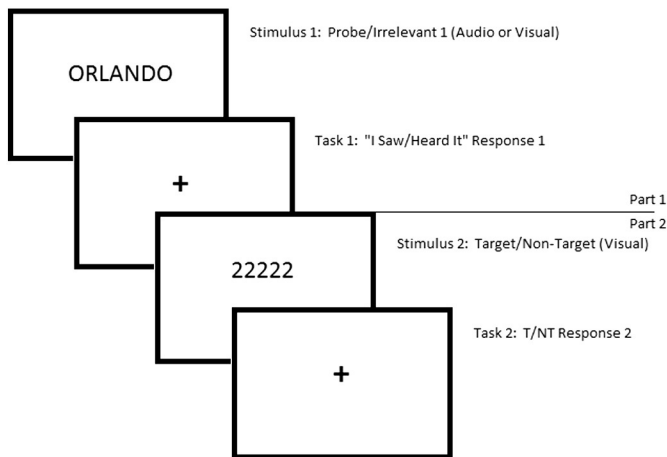 Stimulus 1: Probe/Irrelevant 1 (Audio or Visual)
ORLANDO
Task 1: "I Saw/Heard It" Response 1
+
Part 1
Part 2
Stimulus 2: Target/Non-Target (Visual)
22222
Task 2: T/NT Response 2
+